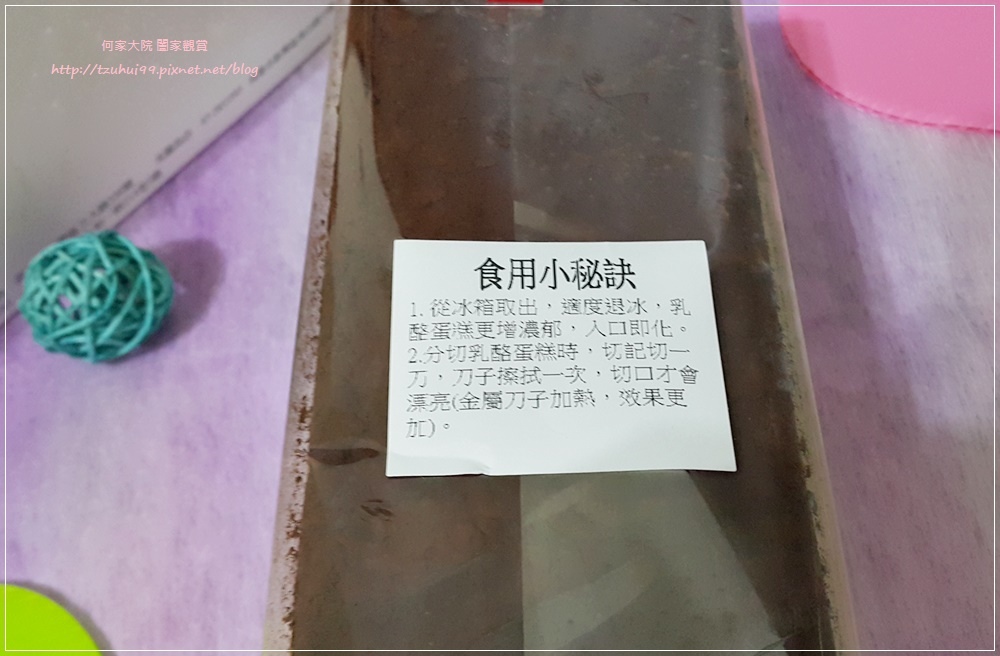 何家大院 闔家觀賞
http://tzuhui99.pixnet.net/blog
食用小秘訣
1. 從冰箱取出，適度退冰，乳
酪蛋糕更增濃郁，入口即化。
2.分切乳酪蛋糕時，切記切一
刀，刀子擦拭一次，切口才會
漂亮(金屬刀子加熱，效果更
加)。